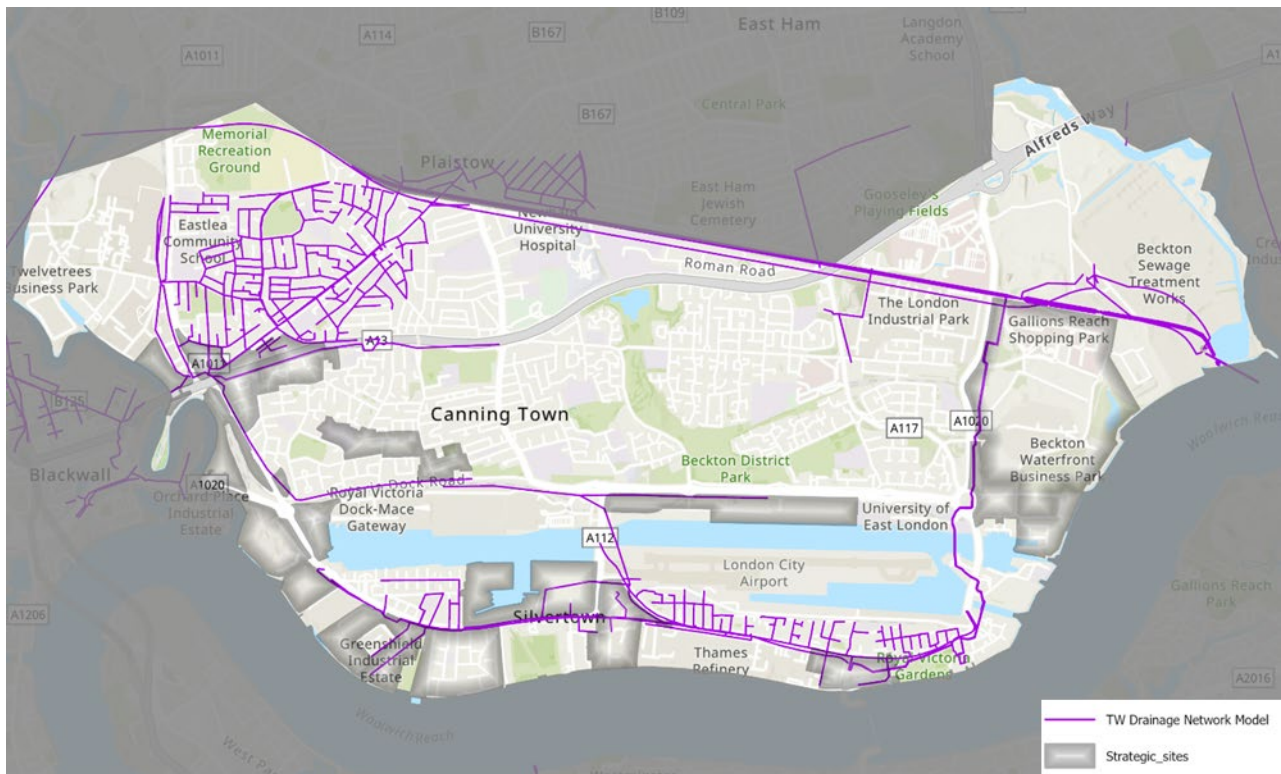 B109
East Ham
Langdon
Academy
School
A114
B167
A1011
Central Park
B167
Alfreds Way
Memorial
Recreation
Ground
Plaistow
East Ham
Jewish
Cemetery
Gooseley's
Playing Fields
University
Hospital
Eastlea
Community
School
Roman Road
Beckton
Sewage
Treatment
Works
Twelvetrees
Business Park
The London
Industrial Park
Gallions Reach
Shopping Park
A13
A1011
B125
Canning Town
A1020
A117
Blackwall
Beckton District
Park
Beckton
Waterfront
Business Park
Woolwich Reach
A1020
Dock Road
Orchard Place
Industrial
Estate
Royal Victoria
Dock-Mace
Gateway
University of
East London
A112
London City
Airport
A1206
Gallions Reach
Park
Silvertown
Greenshield
Industrial
Estate
Thames
Refinery
Royal Victoria
Gardens
A2016
Woolwich Reach
TW Drainage Network Model
Strategic_sites